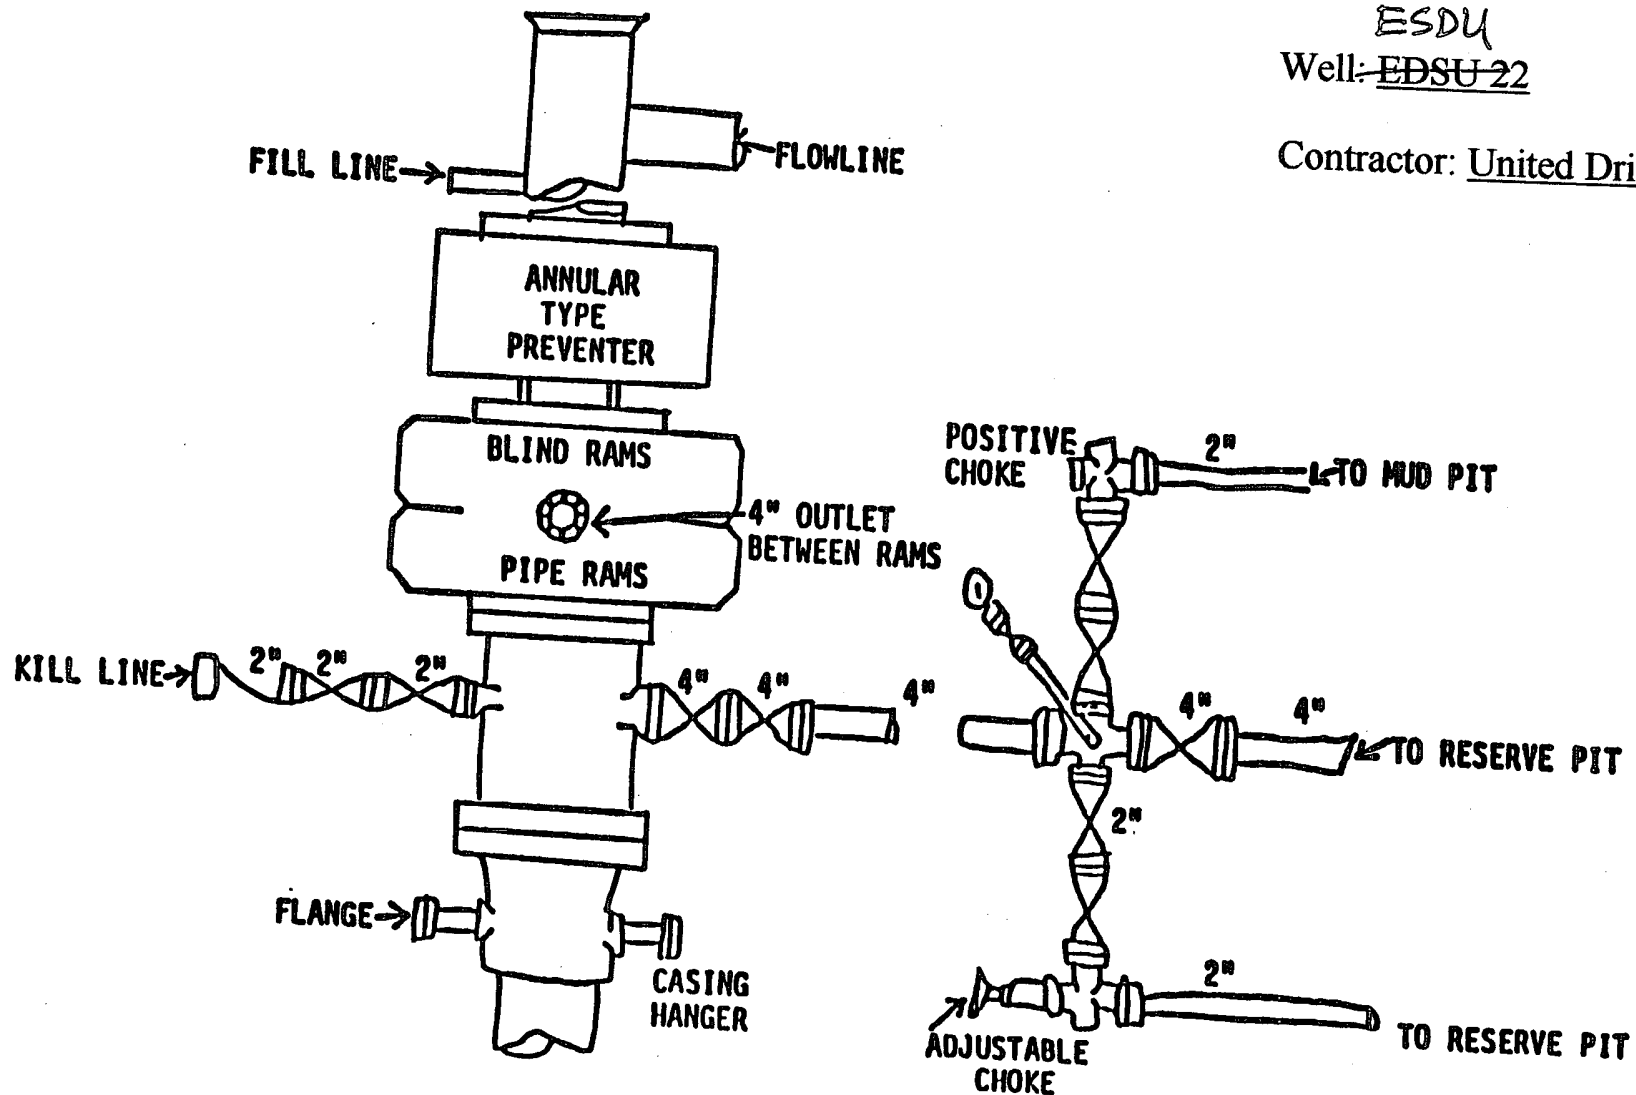 ESDU
Well: EDSU 22
Contractor: United Dri
FILL LINE
FLOWLINE
ANNULAR
TYPE
PREVENTER
BLIND RAMS
4" OUTLET
BETWEEN RAMS
PIPE RAMS
KILL LINE
2" 2" 2"
4" 4" 4"
FLANGE
CASING
HANGER
POSITIVE
CHOKE
2"
TO MUD PIT
4" 4"
TO RESERVE PIT
2"
2"
ADJUSTABLE
CHOKE
TO RESERVE PIT